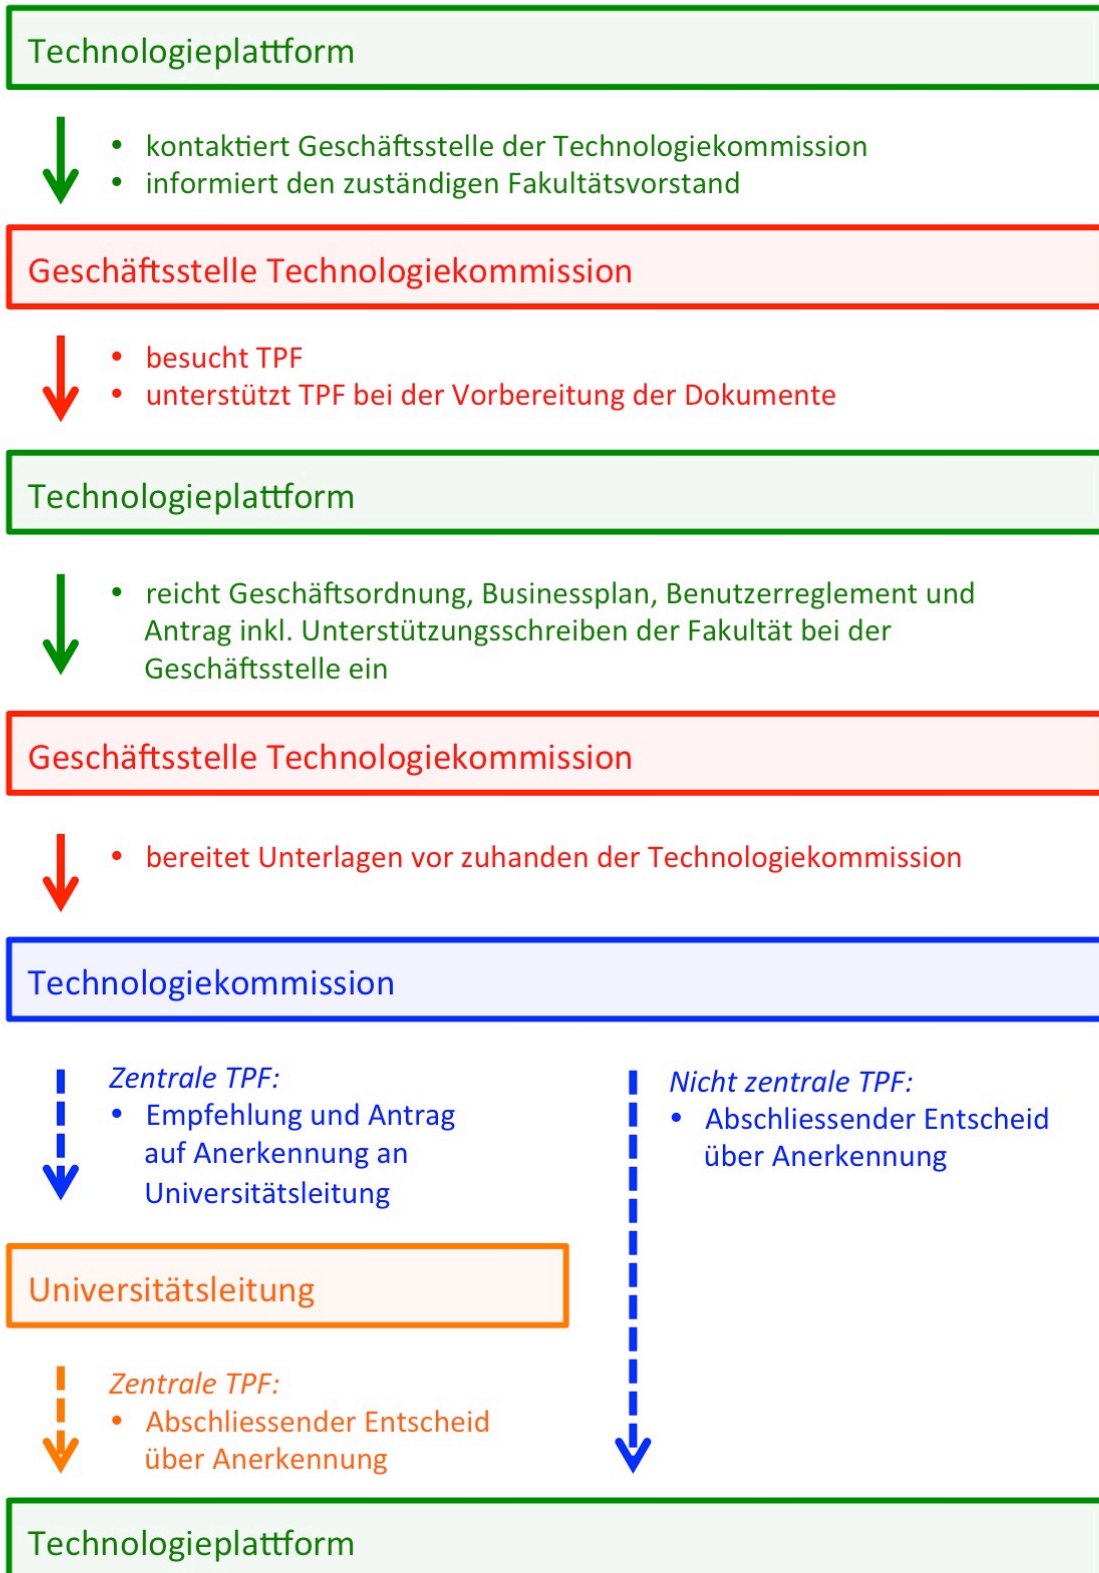 Technologieplattform
• kontaktiert Geschäftsstelle der Technologiekommission
• informiert den zuständigen Fakultätsvorstand
Geschäftsstelle Technologiekommission
• besucht TPF
• unterstützt TPF bei der Vorbereitung der Dokumente
Technologieplattform
• reicht Geschäftsordnung, Businessplan, Benutzerreglement und
Antrag inkl. Unterstützungsschreiben der Fakultät bei der
Geschäftsstelle ein
Geschäftsstelle Technologiekommission
• bereitet Unterlagen vor zuhanden der Technologiekommission
Technologiekommission
Zentrale TPF:
• Empfehlung und Antrag
auf Anerkennung an
Universitätsleitung
Nicht zentrale TPF:
• Abschliessender Entscheid
über Anerkennung
Universitätsleitung
Zentrale TPF:
• Abschliessender Entscheid
über Anerkennung
Technologieplattform